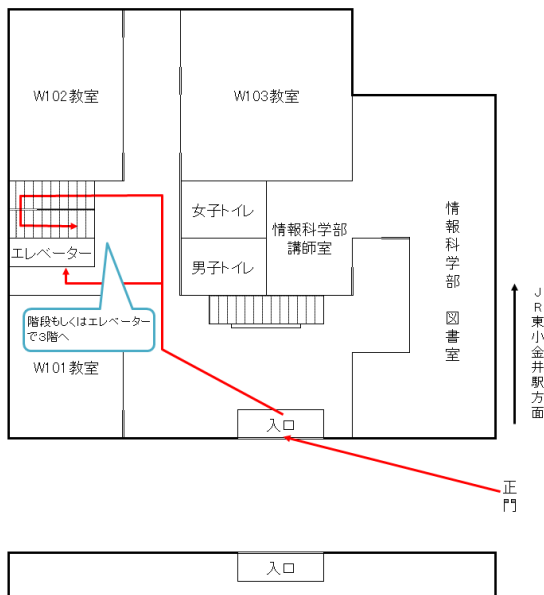 W102教室
W103教室
女子トイレ
情報科学部
講師室
情報科学部 図書室
エレベーター
男子トイレ
階段もしくはエレベーター
で3階へ
JR東小金井駅方面
W101教室
入口
正門
入口